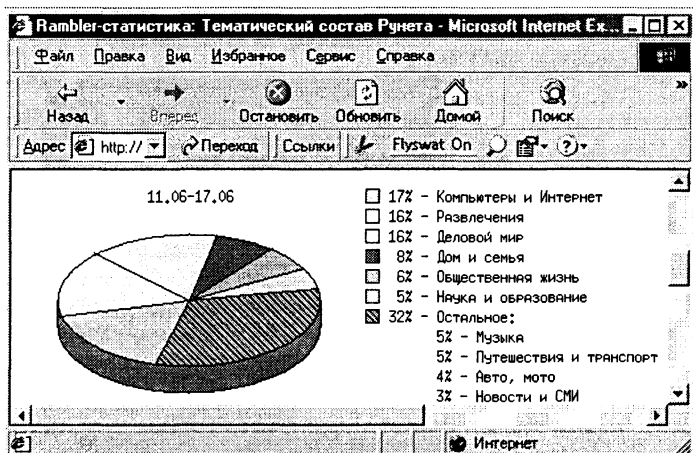 Rambler-статистика: Тематический состав Рунета - Microsoft Internet Ex...
Файл Правка Вид Избранное Сервис Справка
Назад Вперед Остановить Обновить Домой Поиск »
Адрес http:// Переход Ссылки Flyswat On
11.06-17.06
17% - Компьютеры и Интернет
16% - Развлечения
16% - Деловой мир
8% - Дом и семья
6% - Общественная жизнь
5% - Наука и образование
32% - Остальное:
5% - Музыка
5% - Путешествия и транспорт
4% - Авто, мото
3% - Новости и СМИ
Интернет